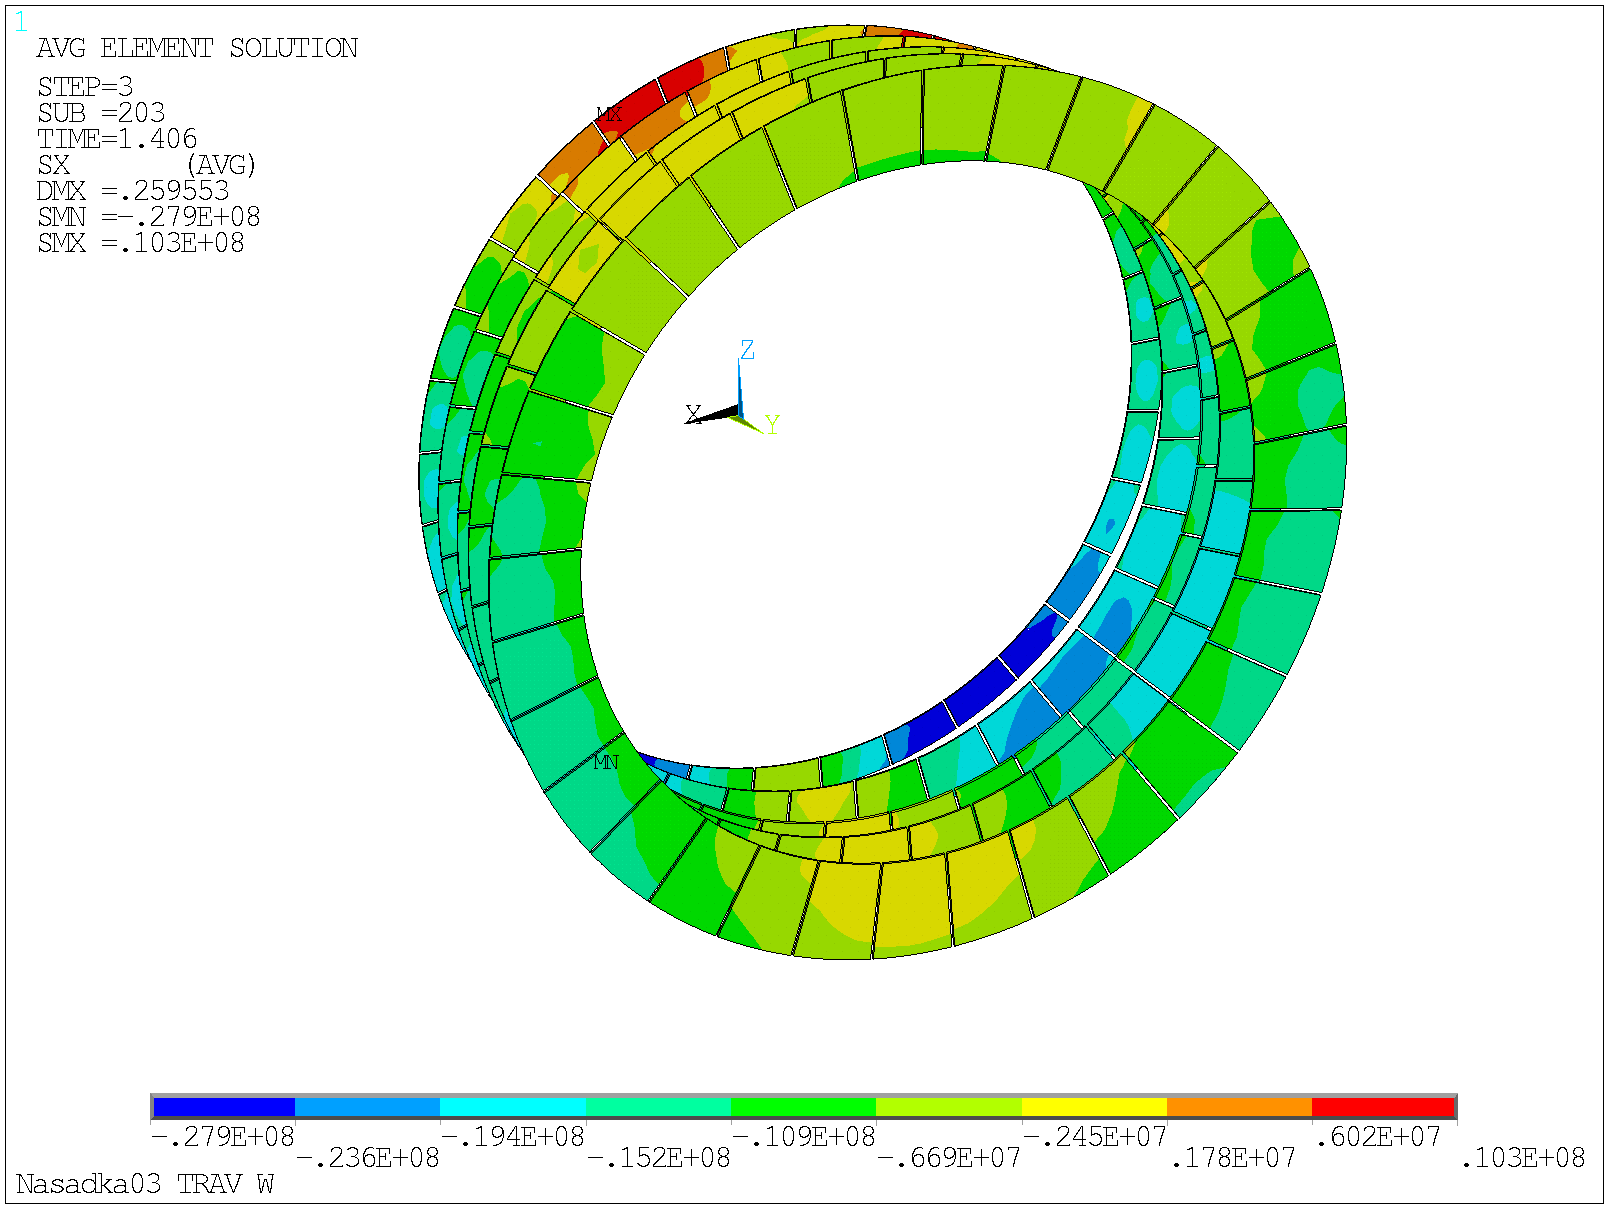 1
AVG ELEMENT SOLUTION
STEP=3
SUB =203
TIME=1.406
SX (AVG)
DMX =.259553
SMN =-.279E+08
SMX =.103E+08
MX
Z
X
Y
MN
-.279E+08 -.194E+08 -.109E+08 -.245E+07 .602E+07
-.236E+08 -.152E+08 -.669E+07 .178E+07 .103E+08
Nasadka03 TRAV W